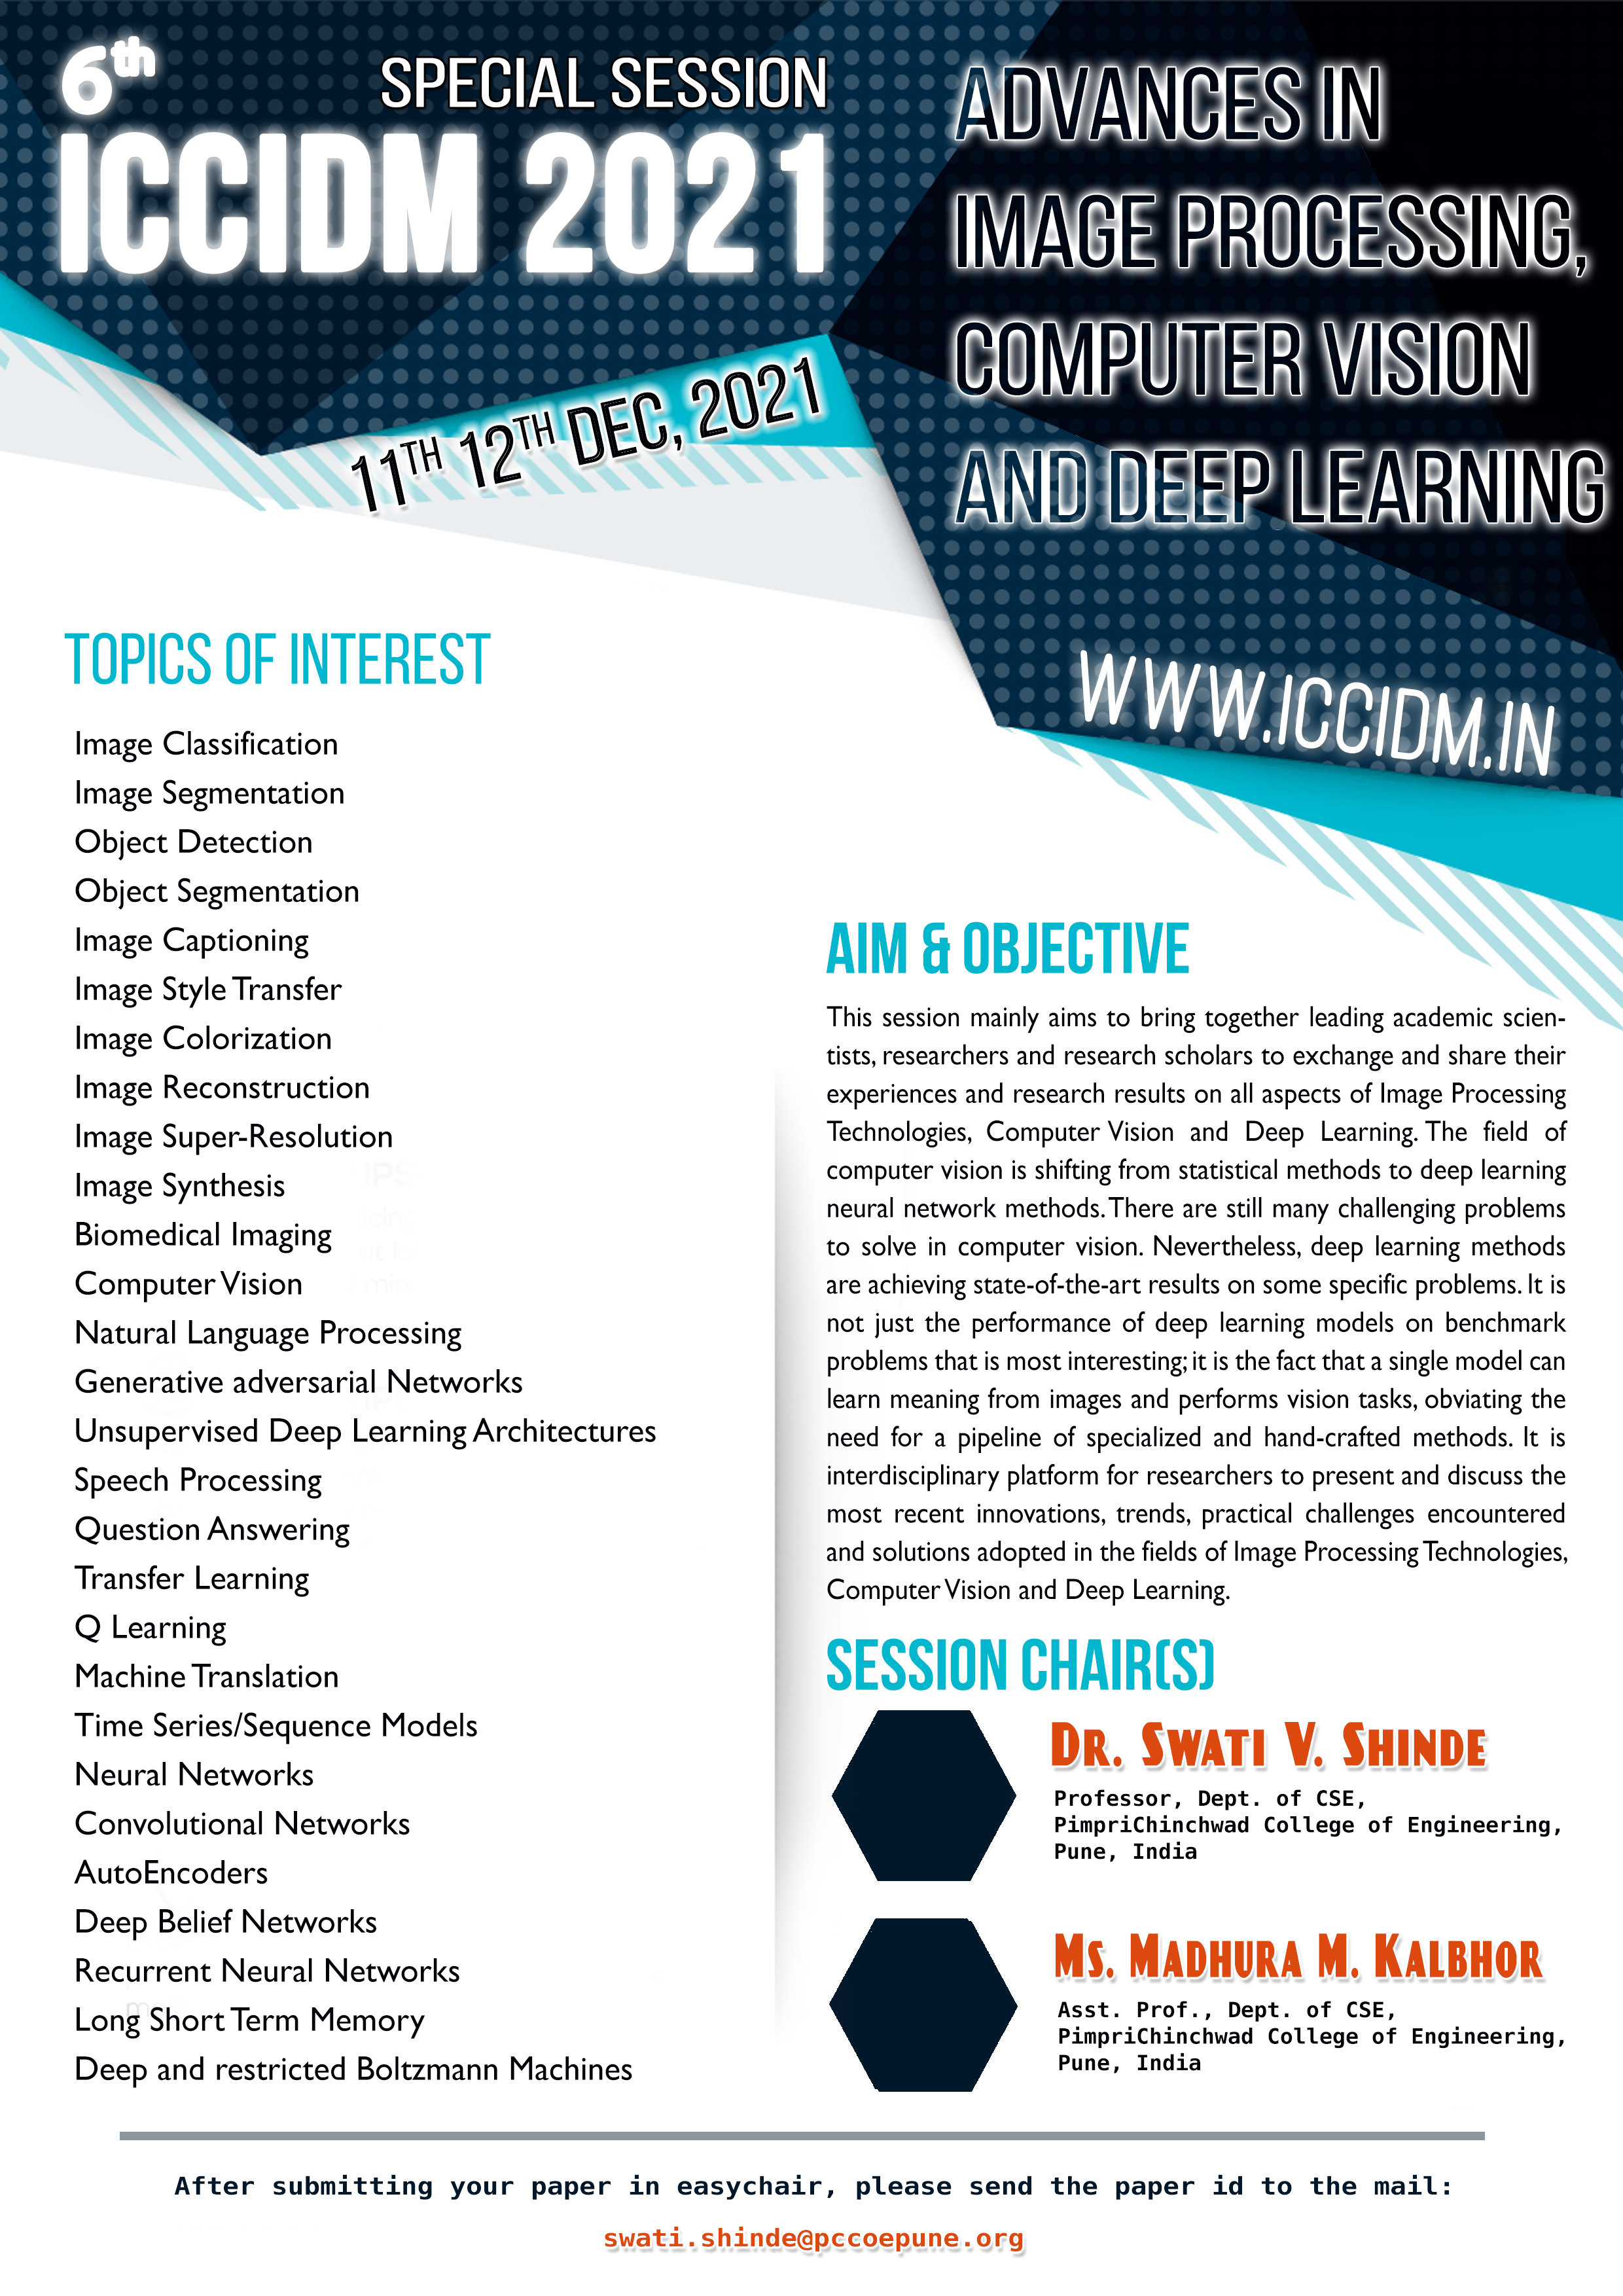 6th
SPECIAL SESSION
ICCIDM 2021
11TH 12TH DEC, 2021
ADVANCES IN
IMAGE PROCESSING,
COMPUTER VISION
AND DEEP LEARNING
WWW.ICCIDM.IN
TOPICS OF INTEREST
Image Classification
Image Segmentation
Object Detection
Object Segmentation
Image Captioning
Image Style Transfer
Image Colorization
Image Reconstruction
Image Super-Resolution
Image Synthesis
Biomedical Imaging
Computer Vision
Natural Language Processing
Generative adversarial Networks
Unsupervised Deep Learning Architectures
Speech Processing
Question Answering
Transfer Learning
Q Learning
Machine Translation
Time Series/Sequence Models
Neural Networks
Convolutional Networks
AutoEncoders
Deep Belief Networks
Recurrent Neural Networks
Long Short Term Memory
Deep and restricted Boltzmann Machines
AIM & OBJECTIVE
This session mainly aims to bring together leading academic scien-
tists, researchers and research scholars to exchange and share their
experiences and research results on all aspects of Image Processing
Technologies, Computer Vision and Deep Learning. The field of
computer vision is shifting from statistical methods to deep learning
neural network methods. There are still many challenging problems
to solve in computer vision. Nevertheless, deep learning methods
are achieving state-of-the-art results on some specific problems. It is
not just the performance of deep learning models on benchmark
problems that is most interesting; it is the fact that a single model can
learn meaning from images and performs vision tasks, obviating the
need for a pipeline of specialized and hand-crafted methods. It is
interdisciplinary platform for researchers to present and discuss the
most recent innovations, trends, practical challenges encountered
and solutions adopted in the fields of Image Processing Technologies,
Computer Vision and Deep Learning.
SESSION CHAIR(S)
DR. SWATI V. SHINDE
Professor, Dept. of CSE,
PimpriChinchwad College of Engineering,
Pune, India
MS. MADHURA M. KALBHOR
Asst. Prof., Dept. of CSE,
PimpriChinchwad College of Engineering,
Pune, India
After submitting your paper in easychair, please send the paper id to the mail:
swati.shinde@pccoepune.org